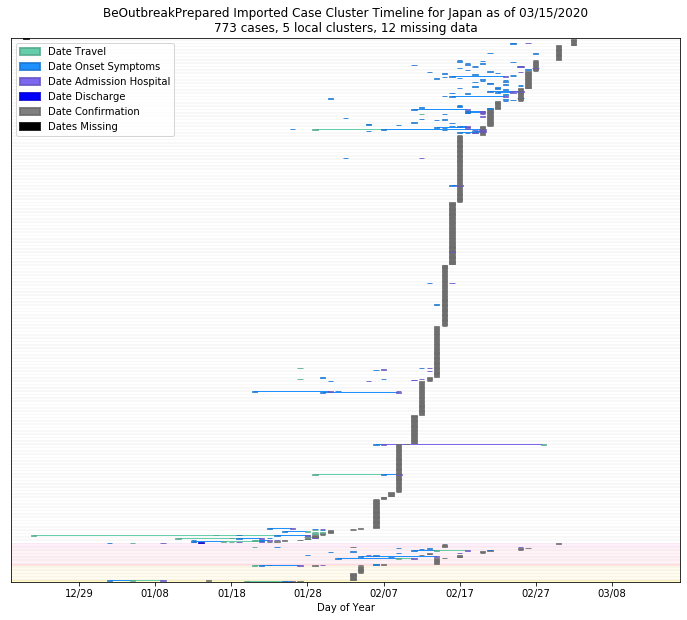 BeOutbreakPrepared Imported Case Cluster Timeline for Japan as of 03/15/2020
773 cases, 5 local clusters, 12 missing data
Date Travel
Date Onset Symptoms
Date Admission Hospital
Date Discharge
Date Confirmation
Dates Missing
12/29 01/08 01/18 01/28 02/07 02/17 02/27 03/08
Day of Year